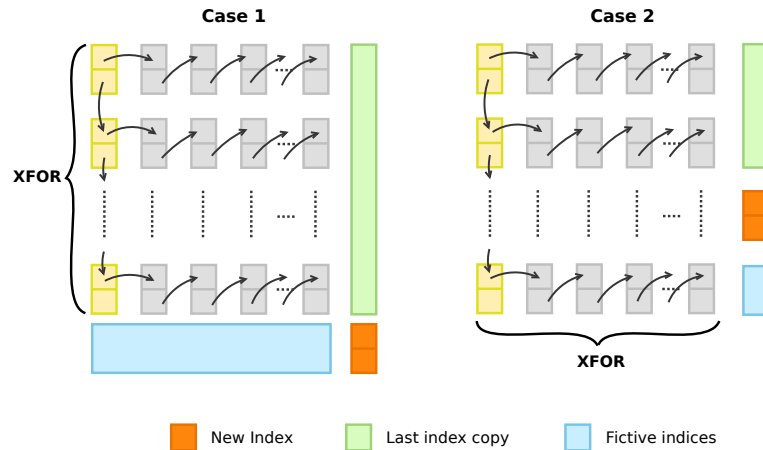 Case 1
Case 2
XFOR
XFOR
New Index
Last index copy
Fictive indices